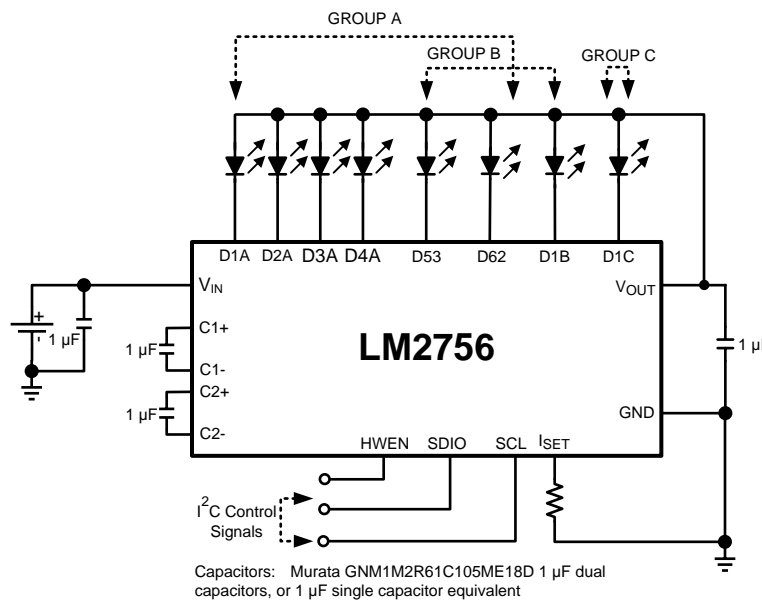 GROUP A
GROUP B
GROUP C
D1A D2A D3A D4A D53 D62 D1B D1C
VIN
VOUT
+
-
1 µF
C1+
1 µF
C1-
C2+
1 µF
C2-
LM2756
1 µF
GND
HWEN SDIO SCL ISET
I²C Control
Signals
Capacitors: Murata GNM1M2R61C105ME18D 1 µF dual
capacitors, or 1 µF single capacitor equivalent